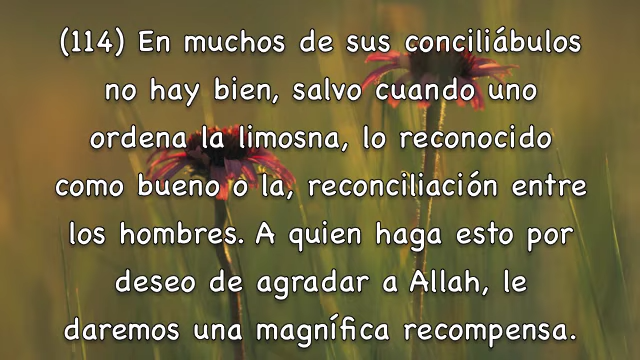 (114) En muchos de sus conciliábulos
no hay bien, salvo cuando uno
ordena la limosna, lo reconocido
como bueno o la, reconciliación entre
los hombres. A quien haga esto por
deseo de agradar a Allah, le
daremos una magnífica recompensa.